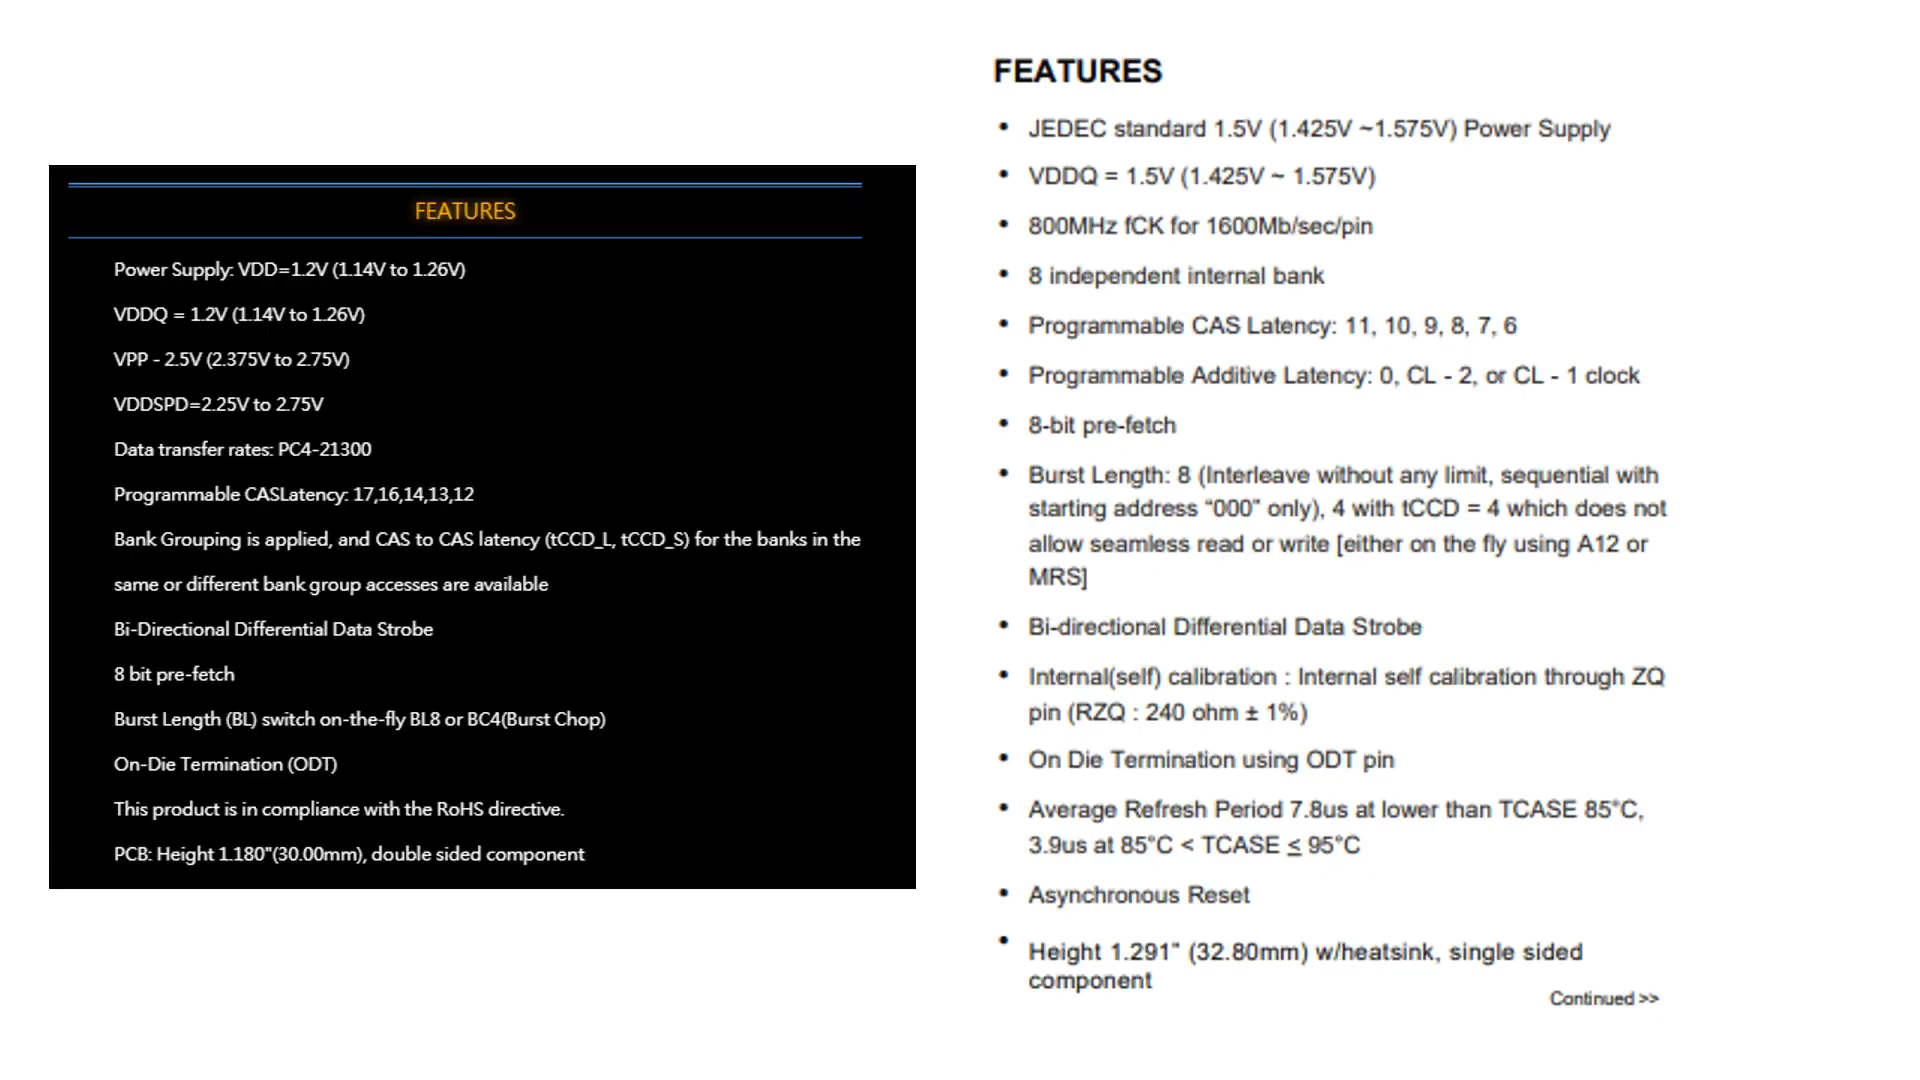 FEATURES
Power Supply: VDD=1.2V (1.14V to 1.26V)
VDDQ = 1.2V (1.14V to 1.26V)
VPP - 2.5V (2.375V to 2.75V)
VDDSPD=2.25V to 2.75V
Data transfer rates: PC4-21300
Programmable CASLatency: 17,16,14,13,12
Bank Grouping is applied, and CAS to CAS latency (tCCD_L, tCCD_S) for the banks in the
same or different bank group accesses are available
Bi-Directional Differential Data Strobe
8 bit pre-fetch
Burst Length (BL) switch on-the-fly BL8 or BC4(Burst Chop)
On-Die Termination (ODT)
This product is in compliance with the RoHS directive.
PCB: Height 1.180"(30.00mm), double sided component
FEATURES
• JEDEC standard 1.5V (1.425V ~1.575V) Power Supply
• VDDQ = 1.5V (1.425V ~ 1.575V)
• 800MHz fCK for 1600Mb/sec/pin
• 8 independent internal bank
• Programmable CAS Latency: 11, 10, 9, 8, 7, 6
• Programmable Additive Latency: 0, CL - 2, or CL - 1 clock
• 8-bit pre-fetch
• Burst Length: 8 (Interleave without any limit, sequential with
starting address “000” only), 4 with tCCD = 4 which does not
allow seamless read or write [either on the fly using A12 or
MRS]
• Bi-directional Differential Data Strobe
• Internal(self) calibration : Internal self calibration through ZQ
pin (RZQ : 240 ohm ± 1%)
• On Die Termination using ODT pin
• Average Refresh Period 7.8us at lower than TCASE 85°C,
3.9us at 85°C < TCASE ≤ 95°C
• Asynchronous Reset
• Height 1.291” (32.80mm) w/heatsink, single sided
component
Continued >>